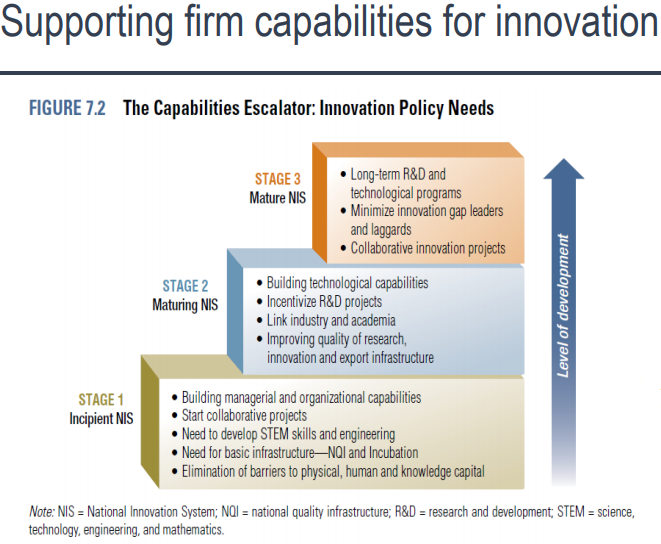 Supporting firm capabilities for innovation
FIGURE 7.2 The Capabilities Escalator: Innovation Policy Needs
STAGE 3
Mature NIS
• Long-term R&D and
technological programs
• Minimize innovation gap leaders
and laggards
• Collaborative innovation projects
STAGE 2
Maturing NIS
• Building technological capabilities
• Incentivize R&D projects
• Link industry and academia
• Improving quality of research,
innovation and export infrastructure
STAGE 1
Incipient NIS
• Building managerial and organizational capabilities
• Start collaborative projects
• Need to develop STEM skills and engineering
• Need for basic infrastructure—NQI and Incubation
• Elimination of barriers to physical, human and knowledge capital
Level of development
Note: NIS = National Innovation System; NQI = national quality infrastructure; R&D = research and development; STEM = science,
technology, engineering, and mathematics.